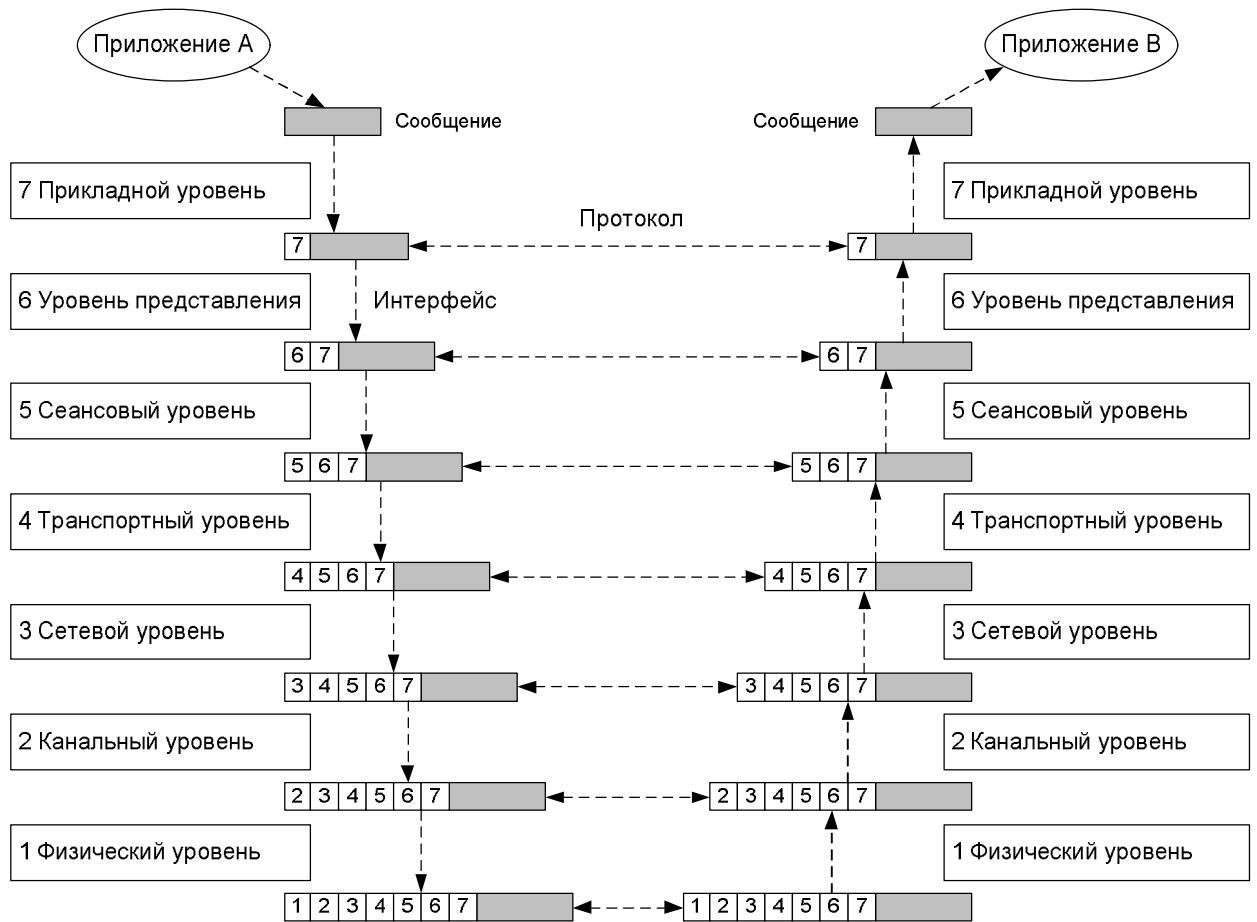 Приложение А
Приложение В
Сообщение
Сообщение
7 Прикладной уровень
7 Прикладной уровень
Протокол
7
7
6 Уровень представления
Интерфейс
6 Уровень представления
6 7
6 7
5 Сеансовый уровень
5 Сеансовый уровень
5 6 7
5 6 7
4 Транспортный уровень
4 Транспортный уровень
4 5 6 7
4 5 6 7
3 Сетевой уровень
3 Сетевой уровень
3 4 5 6 7
3 4 5 6 7
2 Канальный уровень
2 Канальный уровень
2 3 4 5 6 7
2 3 4 5 6 7
1 Физический уровень
1 Физический уровень
1 2 3 4 5 6 7
1 2 3 4 5 6 7